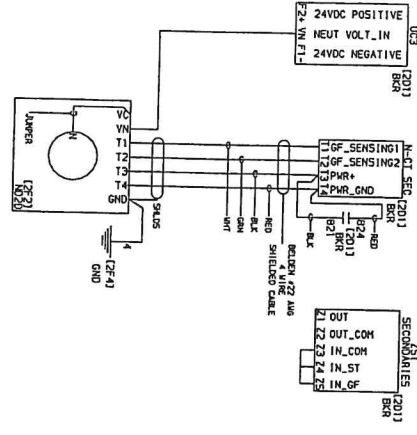 F2+ 24VDC POSITIVE
VN NEUT VOLT_IN
F1- 24VDC NEGATIVE
UC3
[2D1]
BKR
VC
VN
T1
T2
T3
T4
GND
JUMPER
N
[2F2]
SHLDS
4
[2F4]
GND
WHT
GRN
BLK
RED
BELDEN #22 AWG
4 WIRE
SHIELDED CABLE
N-CT SEC
T1 GF_SENSING1
T2 GF_SENSING2
T3 PWR+
T4 PWR_GND
[2D1]
BKR
BLK
821
824
[2D1]
BKR
RED
ZSI
SECONDARIES
Z1 OUT
Z2 OUT_COM
Z3 IN_COM
Z4 IN_ST
Z5 IN_GF
[2D1]
BKR